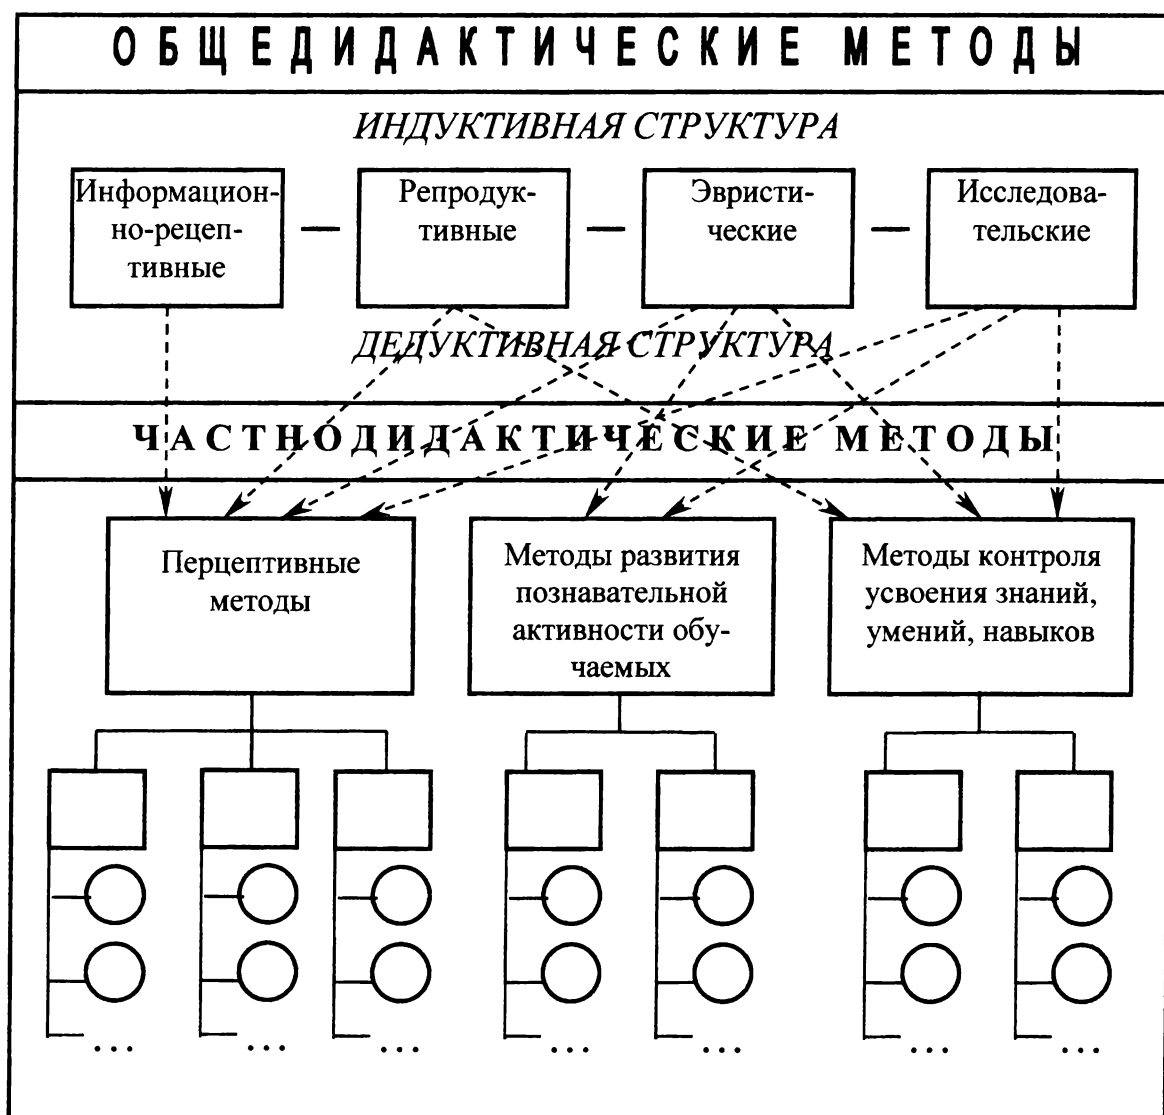 ОБЩЕДИДАКТИЧЕСКИЕ МЕТОДЫ
ИНДУКТИВНАЯ СТРУКТУРА
Информацион-
но-рецеп-
тивные
Репродук-
тивные
Эвристи-
ческие
Исследова-
тельские
ДЕДУКТИВНАЯ СТРУКТУРА
ЧАСТНОДИДАКТИЧЕСКИЕ МЕТОДЫ
Перцептивные
методы
Методы развития
познавательной
активности обу-
чаемых
Методы контроля
усвоения знаний,
умений, навыков
...
...
...
...
...
...
...